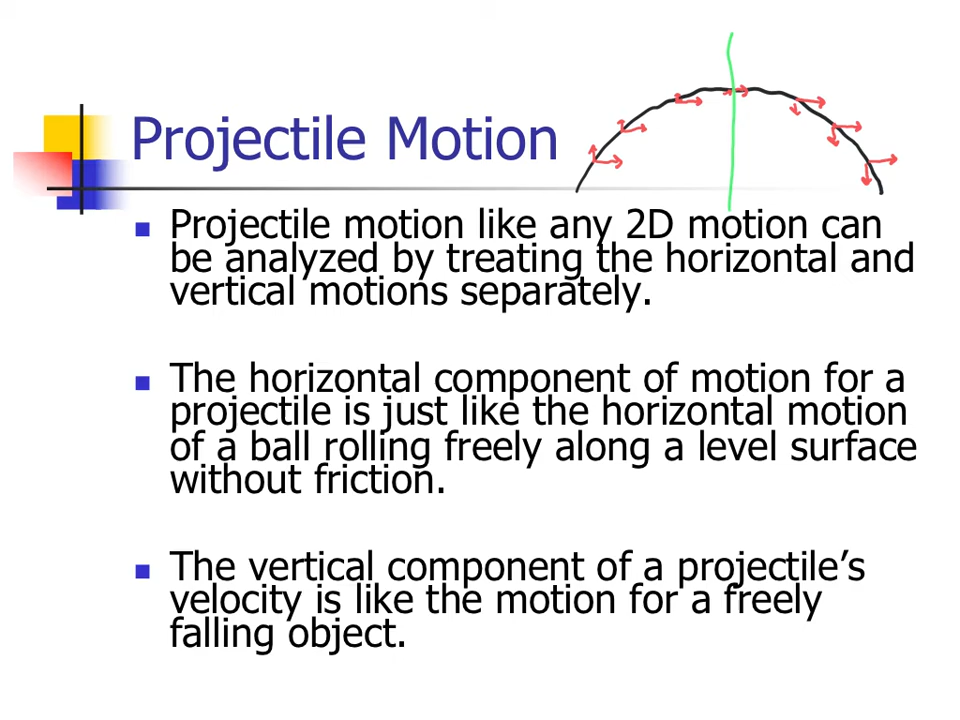 Projectile Motion
Projectile motion like any 2D motion can
be analyzed by treating the horizontal and
vertical motions separately.
The horizontal component of motion for a
projectile is just like the horizontal motion
of a ball rolling freely along a level surface
without friction.
The vertical component of a projectile’s
velocity is like the motion for a freely
falling object.